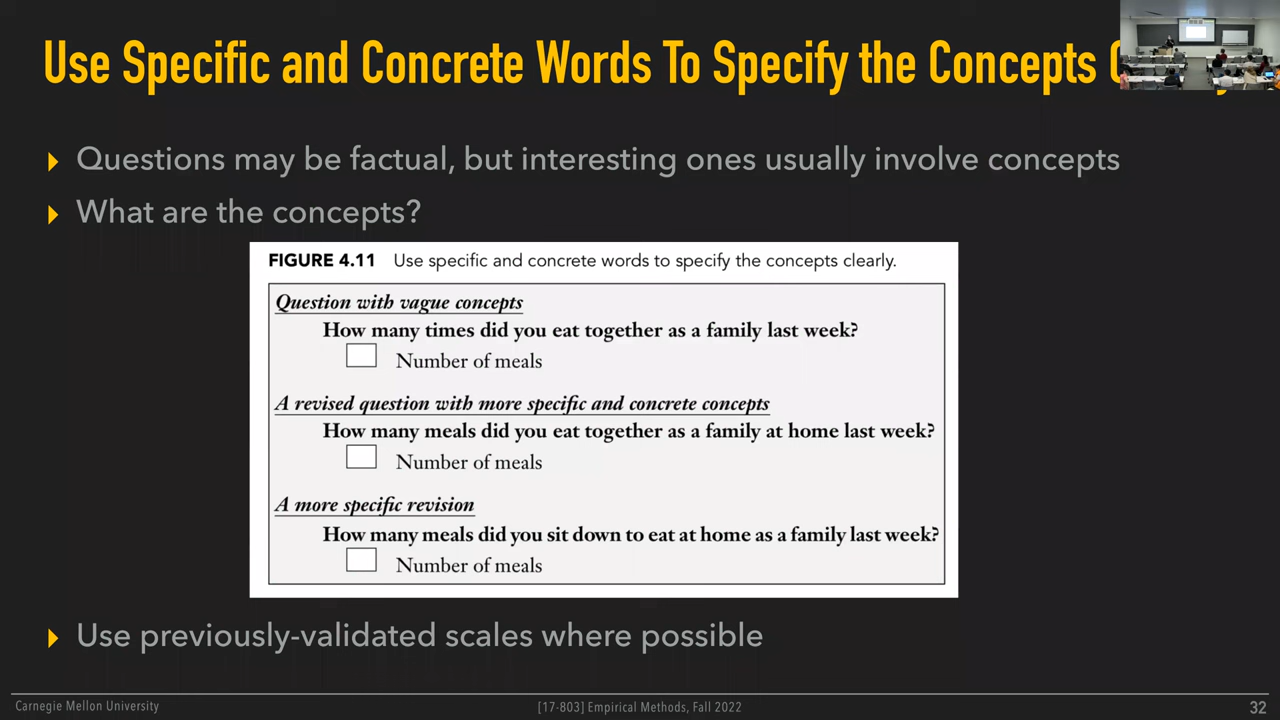 Use Specific and Concrete Words To Specify the Concepts
Questions may be factual, but interesting ones usually involve concepts
What are the concepts?
FIGURE 4.11 Use specific and concrete words to specify the concepts clearly.
Question with vague concepts
How many times did you eat together as a family last week?
Number of meals
A revised question with more specific and concrete concepts
How many meals did you eat together as a family at home last week?
Number of meals
A more specific revision
How many meals did you sit down to eat at home as a family last week?
Number of meals
Use previously-validated scales where possible
Carnegie Mellon University
[17-803] Empirical Methods, Fall 2022
32